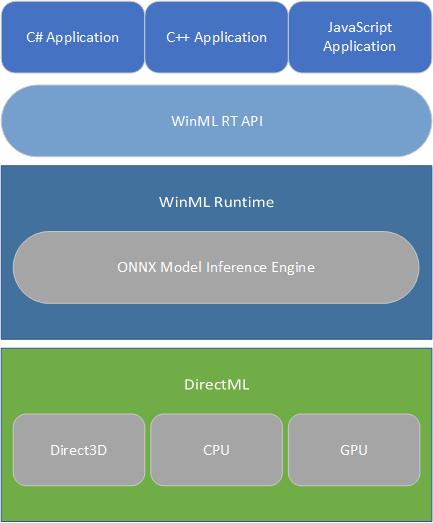 C# Application
C++ Application
JavaScript
Application
WinML RT API
WinML Runtime
ONNX Model Inference Engine
DirectML
Direct3D
CPU
GPU